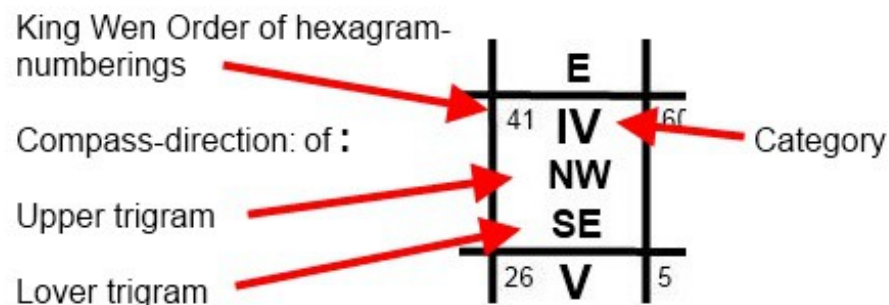 King Wen Order of hexagram-
numberings
Compass-direction: of :
Upper trigram
Lover trigram
E
41 IV
NW
SE
26 V 5
Category